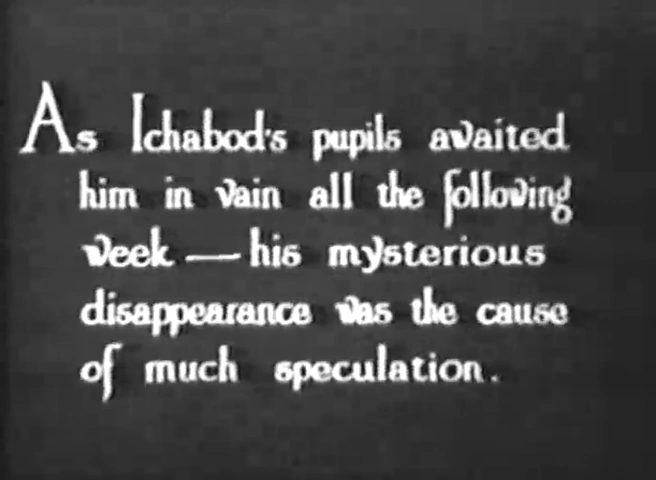 As Ichabod's pupils awaited
him in vain all the following
week — his mysterious
disappearance was the cause
of much speculation.